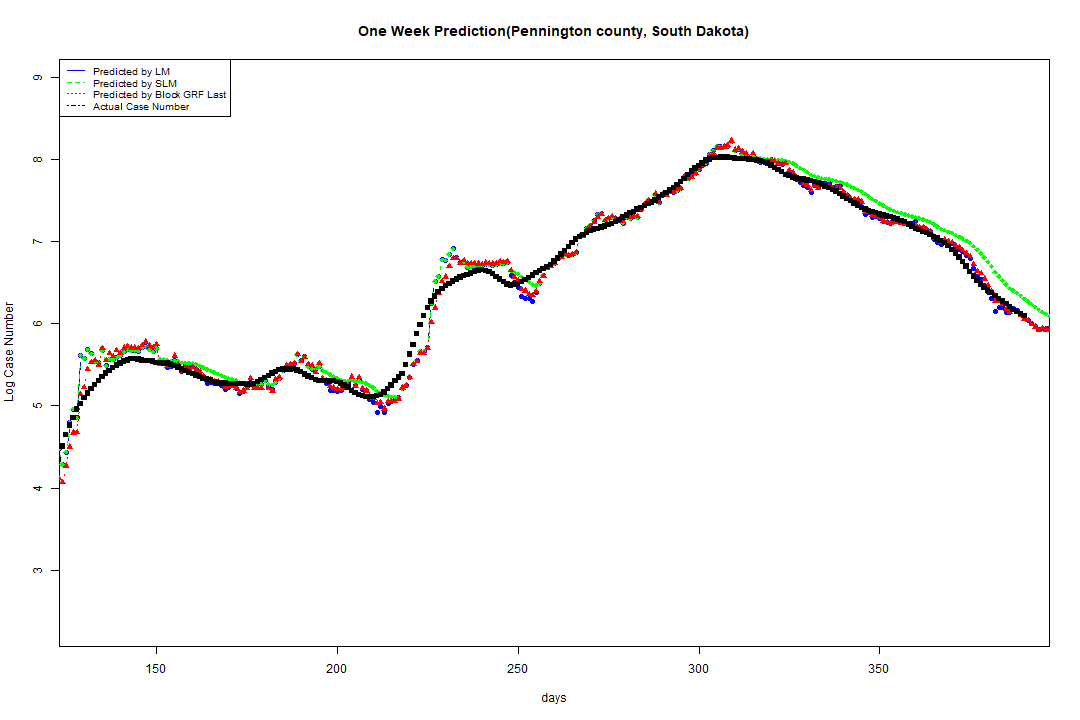 One Week Prediction(Pennington county, South Dakota)
Predicted by LM
Predicted by SLM
Predicted by Block GRF Last
Actual Case Number
9
8
7
6
5
4
3
Log Case Number
150 200 250 300 350
days